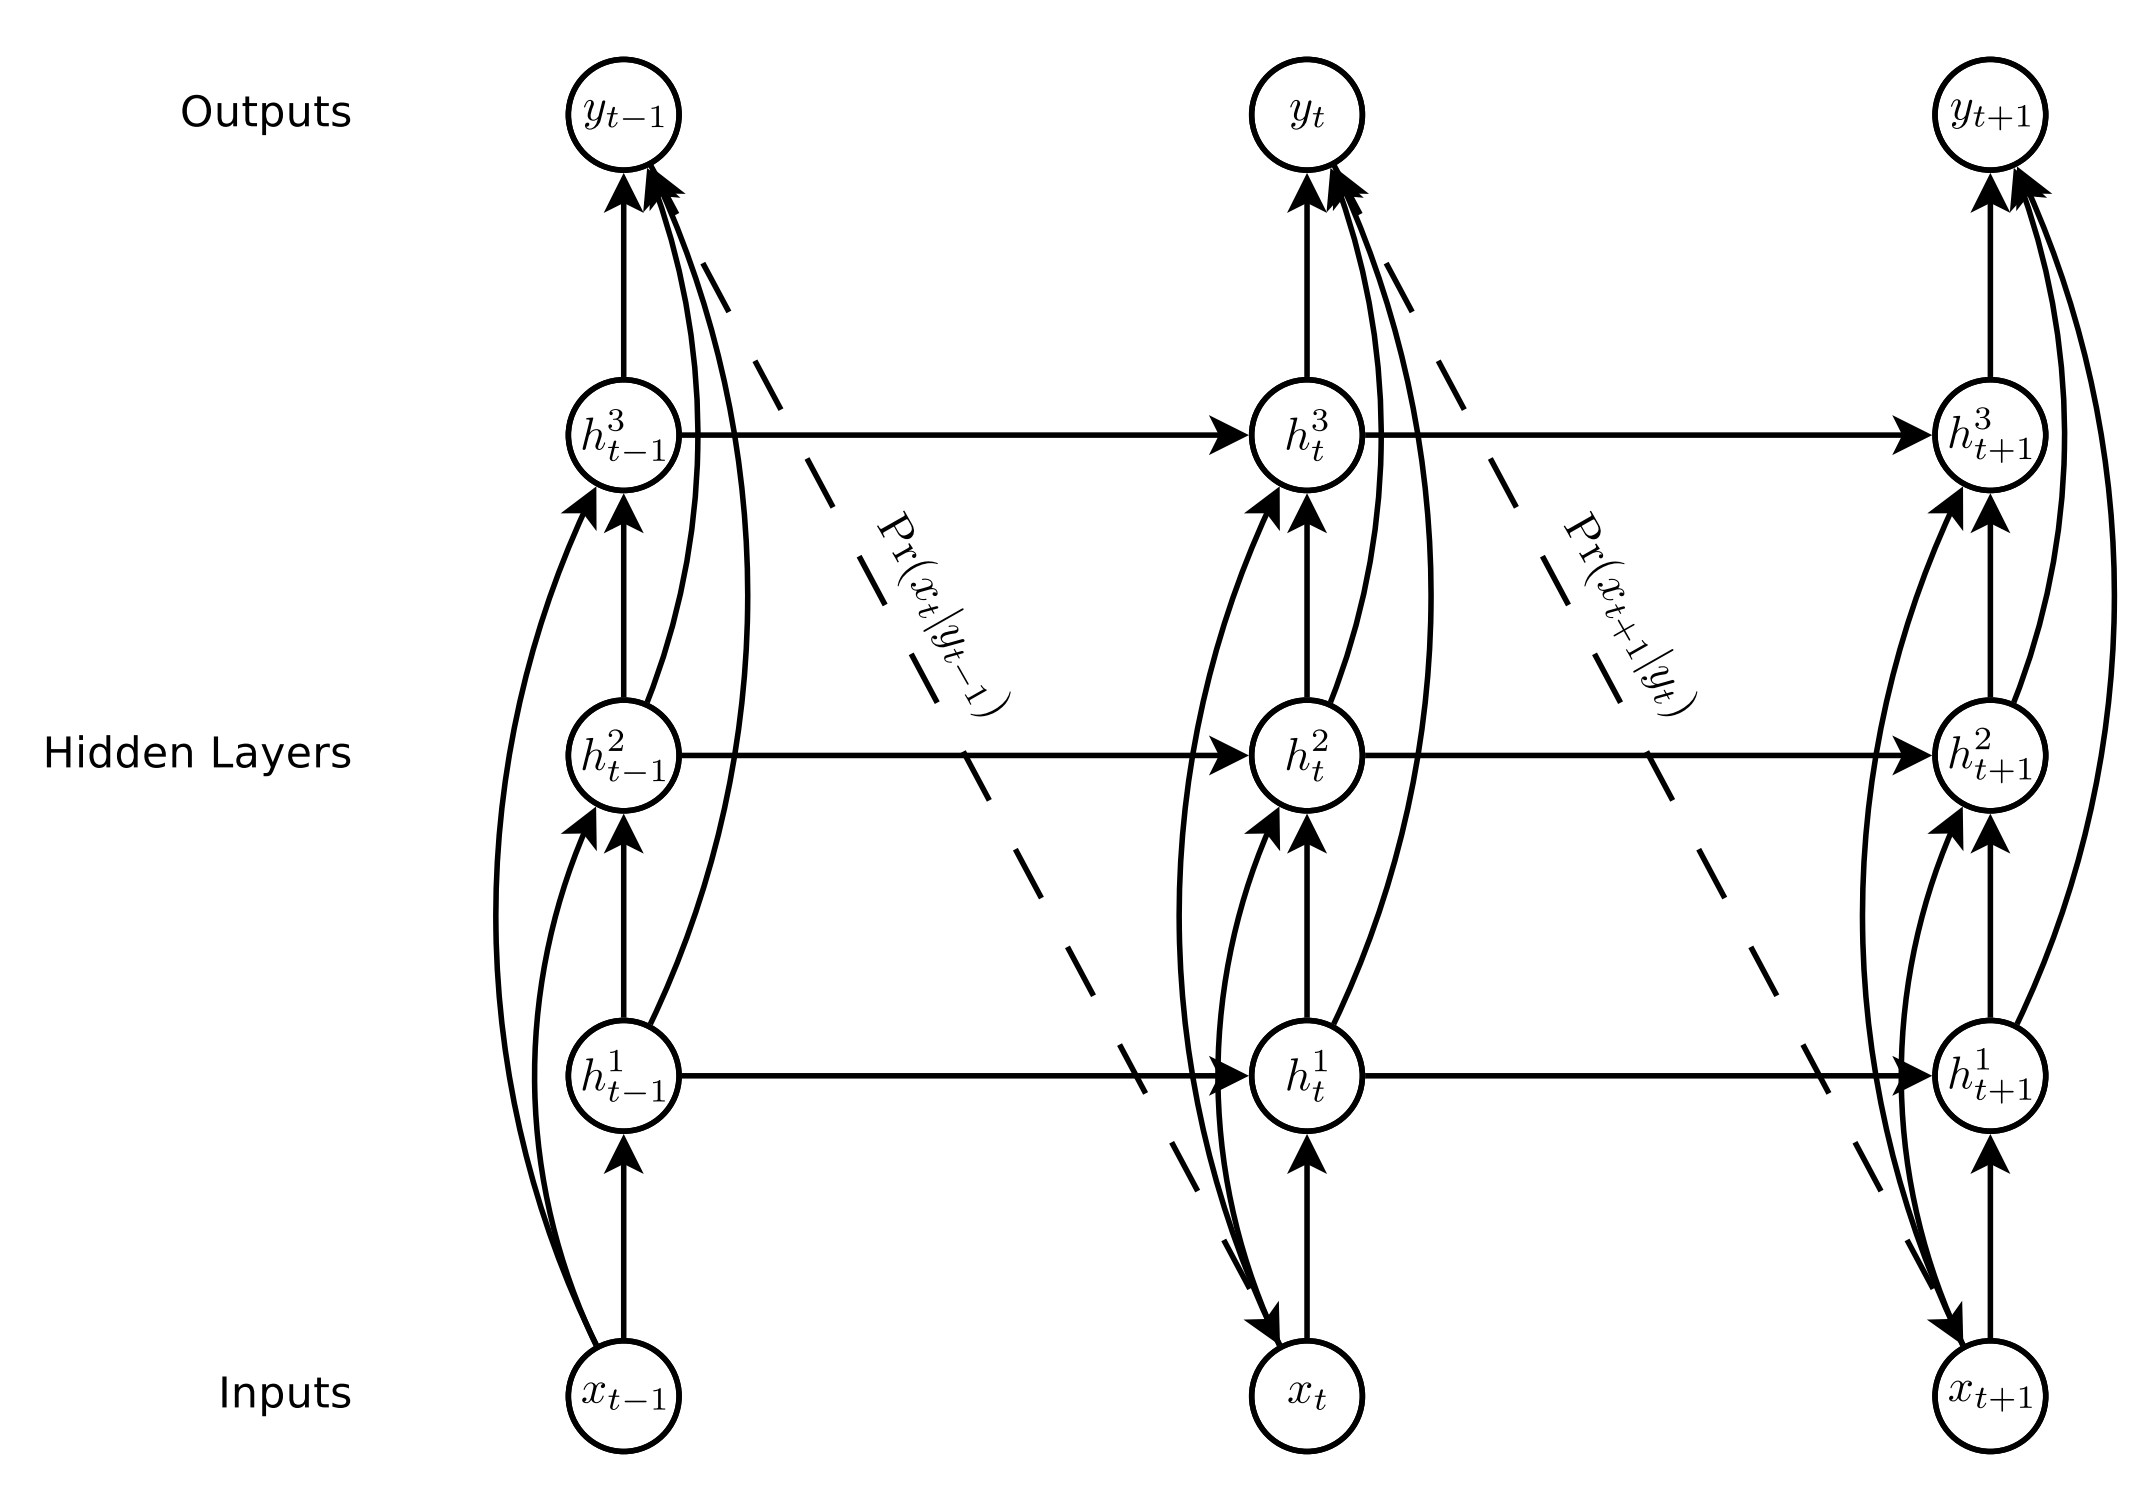 Outputs y_{t-1} y_t y_{t+1}
h^3_{t-1} h^3_t h^3_{t+1}
Pr(x_t|y_{t-1}) Pr(x_{t+1}|y_t)
Hidden Layers h^2_{t-1} h^2_t h^2_{t+1}
h^1_{t-1} h^1_t h^1_{t+1}
Inputs x_{t-1} x_t x_{t+1}